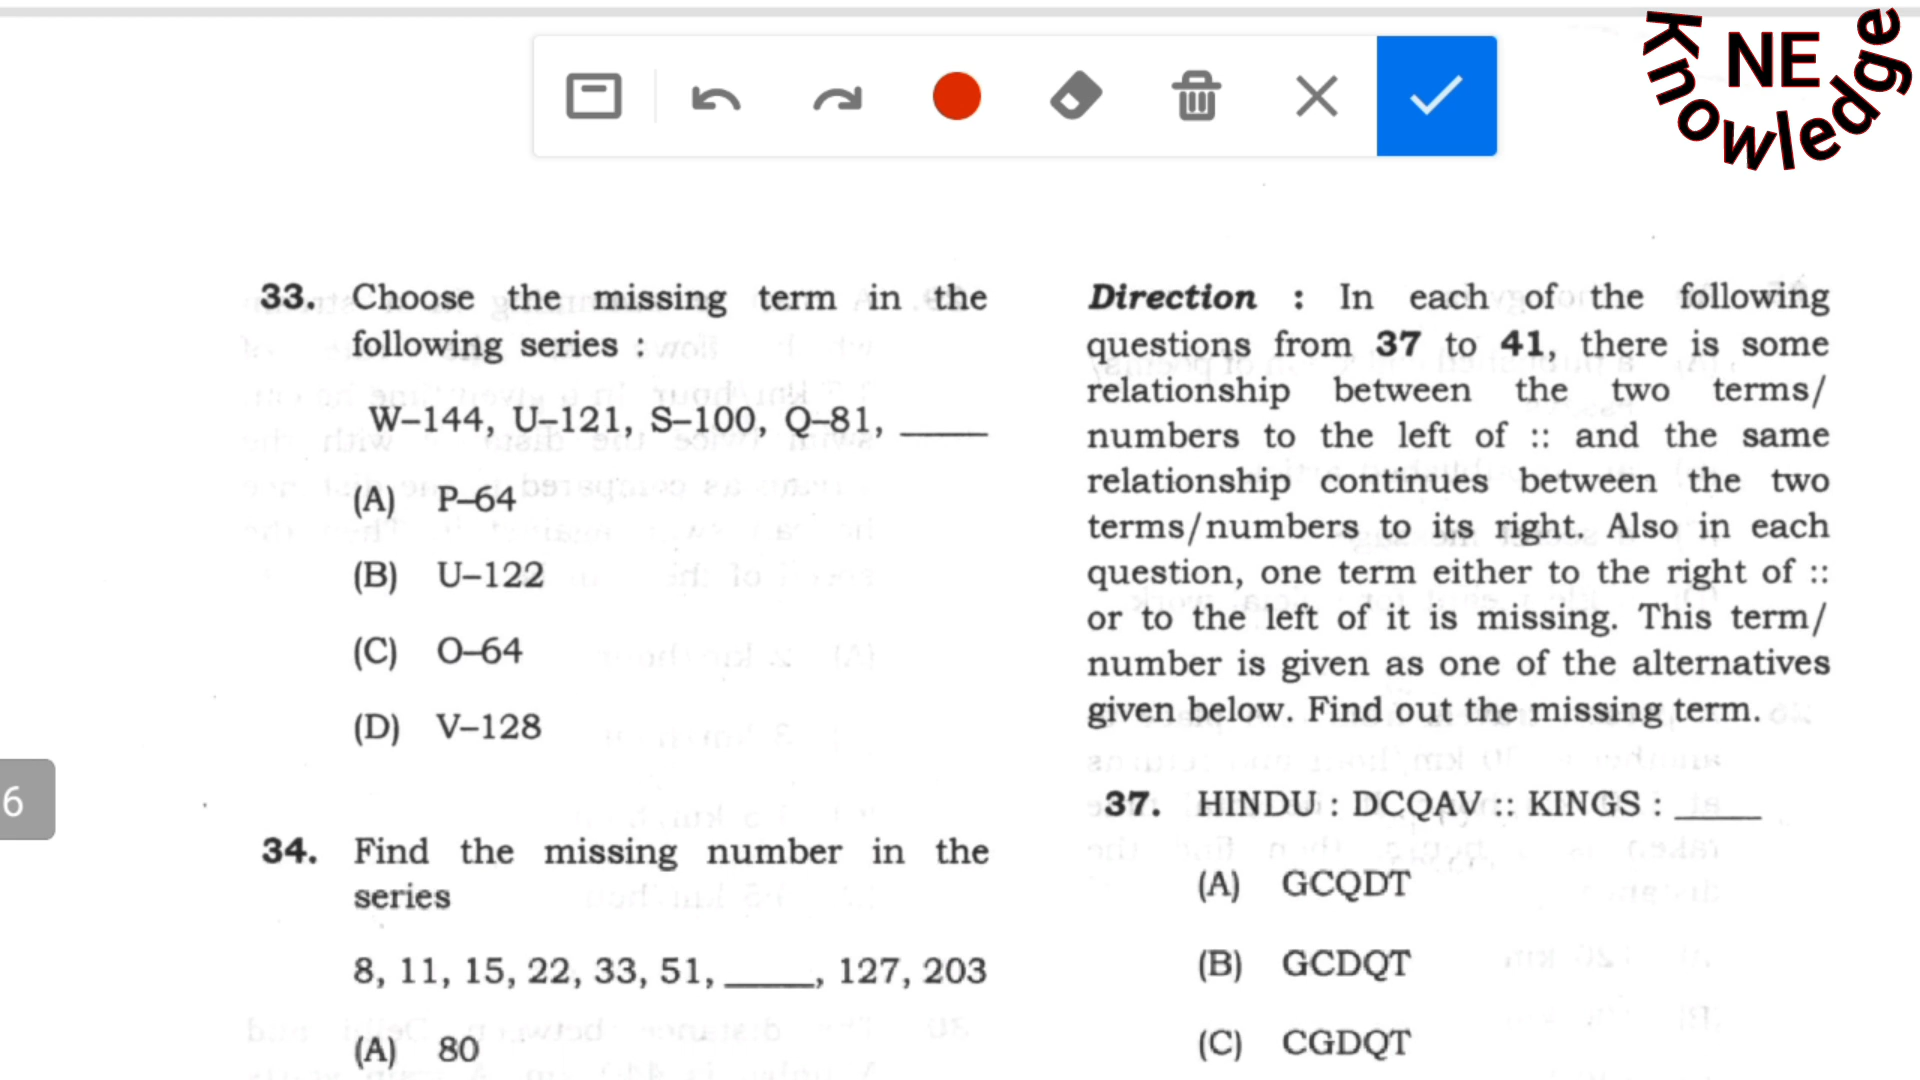 NE
Knowledge
33. Choose the missing term in the
following series :
W–144, U–121, S–100, Q–81, _____
(A) P–64
(B) U–122
(C) O–64
(D) V–128
6
34. Find the missing number in the
series
8, 11, 15, 22, 33, 51, _____, 127, 203
(A) 80
Direction : In each of the following
questions from 37 to 41, there is some
relationship between the two terms/
numbers to the left of :: and the same
relationship continues between the two
terms/numbers to its right. Also in each
question, one term either to the right of ::
or to the left of it is missing. This term/
number is given as one of the alternatives
given below. Find out the missing term.
37. HINDU : DCQAV :: KINGS : _____
(A) GCQDT
(B) GCDQT
(C) CGDQT